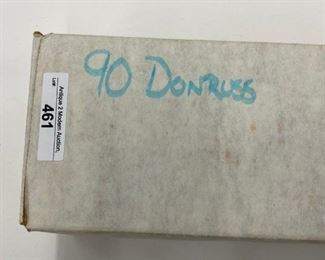 90 DONRUSS
Antique 2 Modern Auction,
Lot#
461